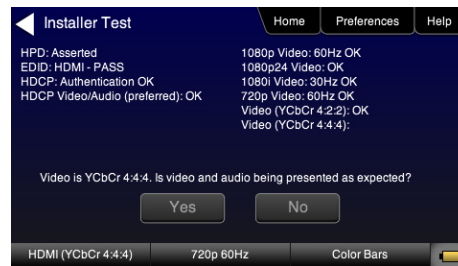 Installer Test
Home
Preferences
Help
HPD: Asserted
EDID: HDMI - PASS
HDCP: Authentication OK
HDCP Video/Audio (preferred): OK
1080p Video: 60Hz OK
1080p24 Video: OK
1080i Video: 30Hz OK
720p Video: 60Hz OK
Video (YCbCr 4:2:2): OK
Video (YCbCr 4:4:4):
Video is YCbCr 4:4:4. Is video and audio being presented as expected?
Yes
No
HDMI (YCbCr 4:4:4)
720p 60Hz
Color Bars